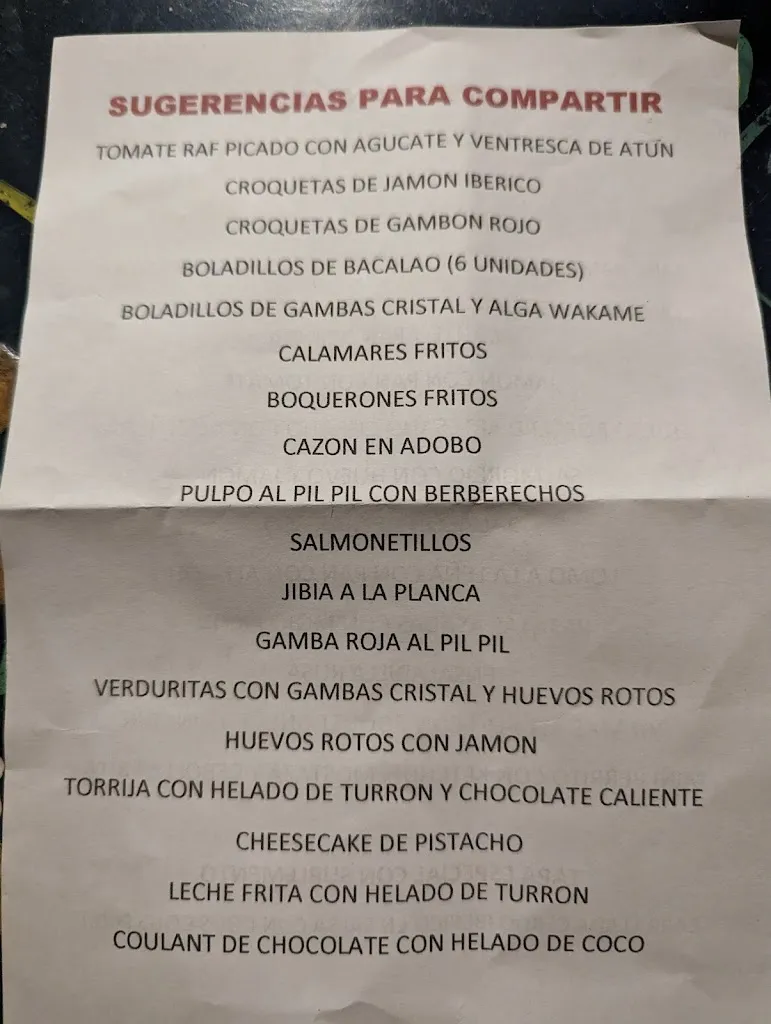 SUGERENCIAS PARA COMPARTIR
TOMATE RAF PICADO CON AGUCATE Y VENTRESCA DE ATUN
CROQUETAS DE JAMON IBERICO
CROQUETAS DE GAMBON ROJO
BOLADILLOS DE BACALAO (6 UNIDADES)
BOLADILLOS DE GAMBAS CRISTAL Y ALGA WAKAME
CALAMARES FRITOS
BOQUERONES FRITOS
CAZON EN ADOBO
PULPO AL PIL PIL CON BERBERECHOS
SALMONETILLOS
JIBIA A LA PLANCA
GAMBA ROJA AL PIL PIL
VERDURITAS CON GAMBAS CRISTAL Y HUEVOS ROTOS
HUEVOS ROTOS CON JAMON
TORRIJA CON HELADO DE TURRON Y CHOCOLATE CALIENTE
CHEESECAKE DE PISTACHO
LECHE FRITA CON HELADO DE TURRON
COULANT DE CHOCOLATE CON HELADO DE COCO